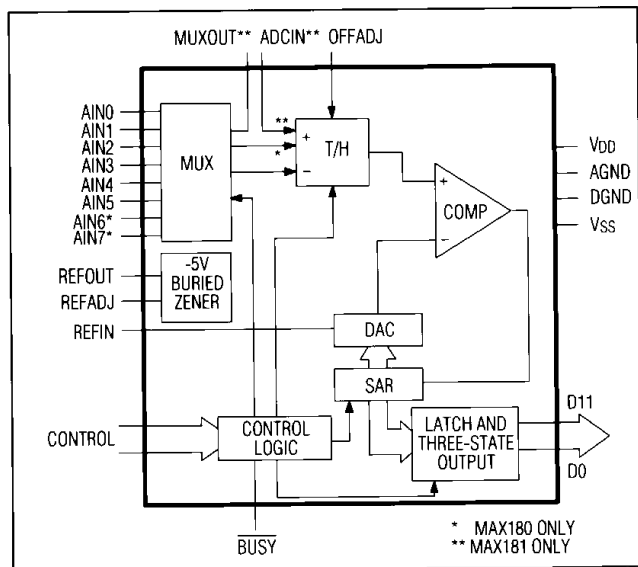 MUXOUT** ADCIN** OFFADJ
AIN0
AIN1
AIN2
AIN3
AIN4
AIN5
AIN6*
AIN7*
MUX
**
+
*
−
T/H
+
−
COMP
VDD
AGND
DGND
VSS
REFOUT
REFADJ
REFIN
-5V
BURIED
ZENER
DAC
SAR
CONTROL
CONTROL
LOGIC
LATCH AND
THREE-STATE
OUTPUT
D11
D0
BUSY
* MAX180 ONLY
** MAX181 ONLY